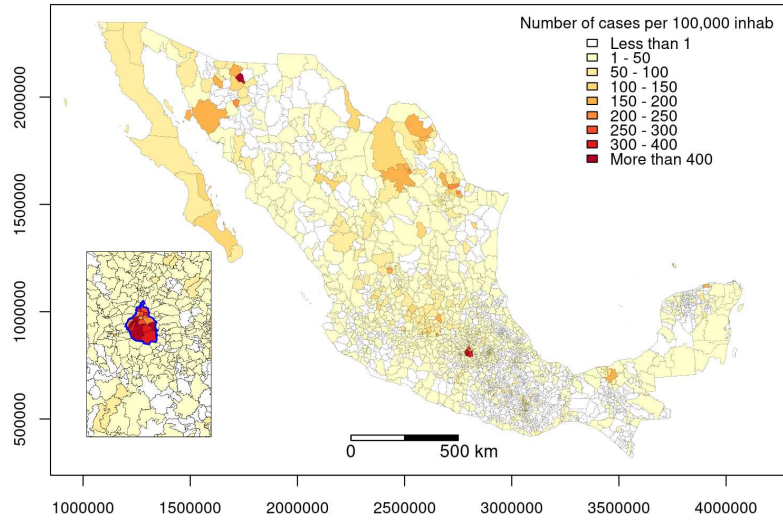 Number of cases per 100,000 inhab
Less than 1
1 - 50
50 - 100
100 - 150
150 - 200
200 - 250
250 - 300
300 - 400
More than 400
2000000
1500000
1000000
500000
0 500 km
1000000 1500000 2000000 2500000 3000000 3500000 4000000